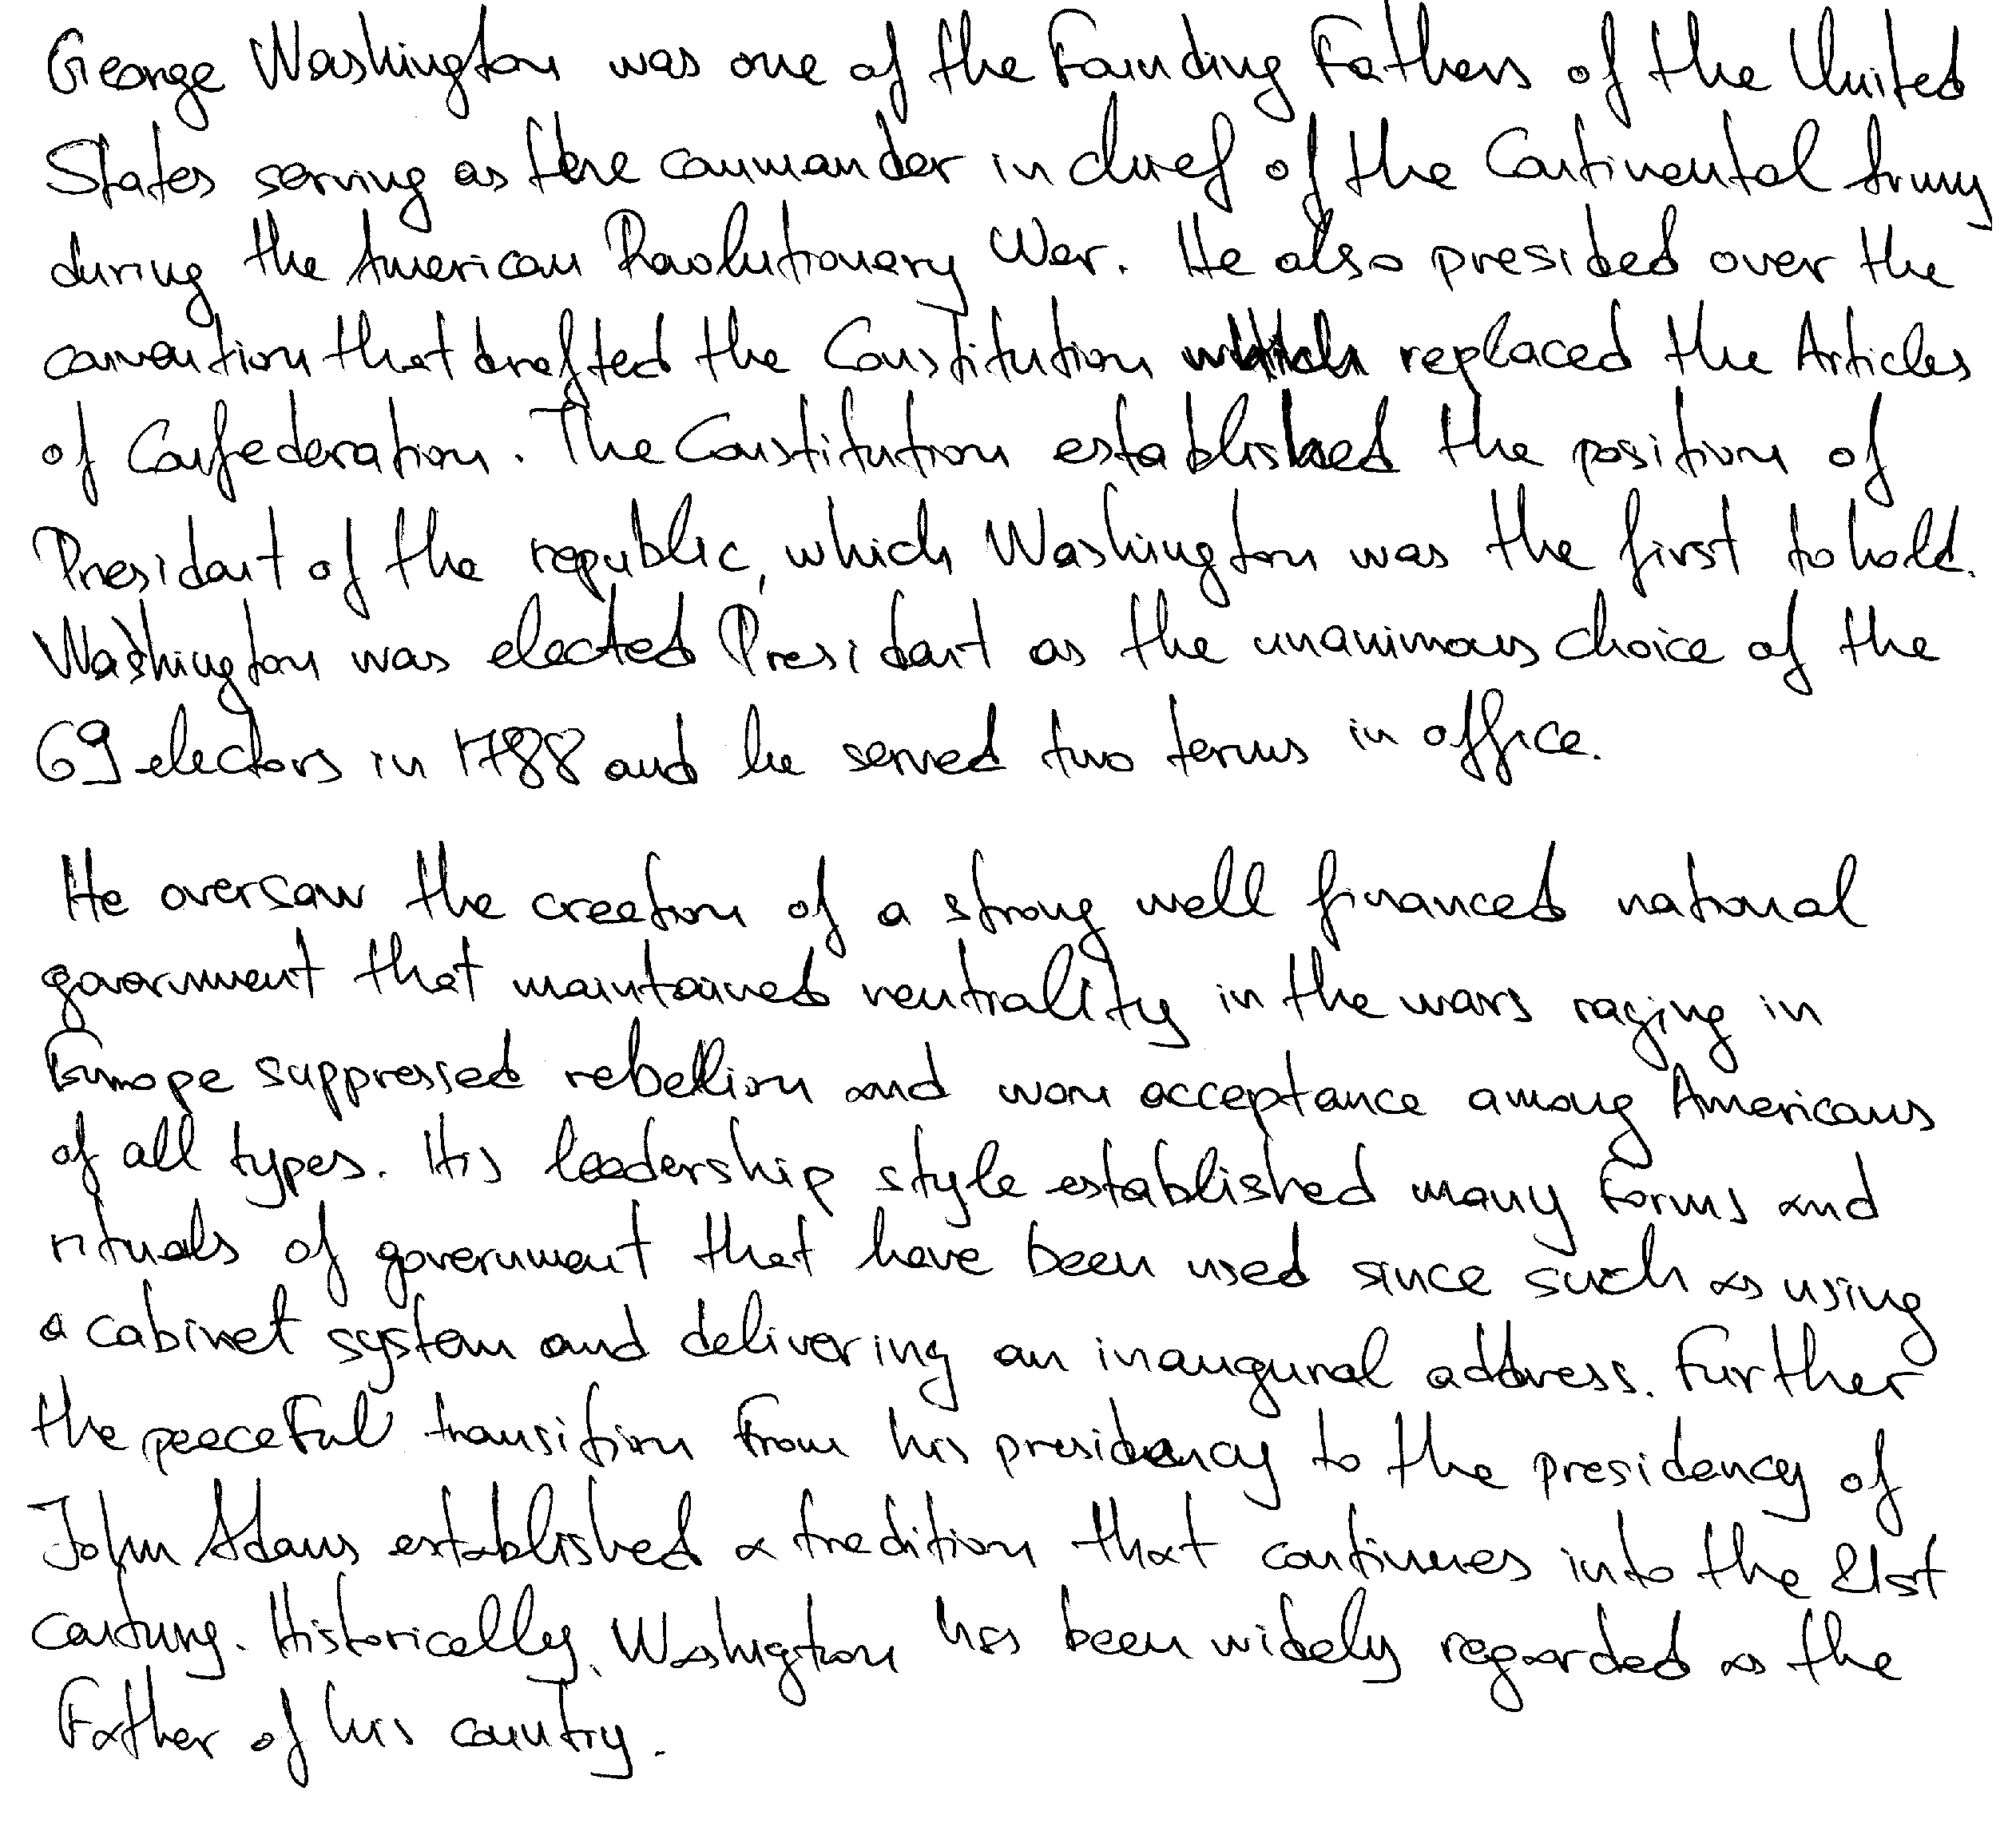 George Washington was one of the Founding Fathers of the United
States serving as the commander in chief of the Continental Army
during the American Revolutionary War. He also presided over the
convention that drafted the Constitution which replaced the Articles
of Confederation. The Constitution established the position of
President of the republic, which Washington was the first to hold.
Washington was elected President as the unanimous choice of the
69 electors in 1788 and he served two terms in office.
He oversaw the creation of a strong well financed national
government that maintained neutrality in the wars raging in
Europe suppressed rebellion and won acceptance among Americans
of all types. His leadership style established many forms and
rituals of government that have been used since such as using
a cabinet system and delivering an inaugural address. Further
the peaceful transition from his presidency to the presidency of
John Adams established a tradition that continues into the 21st
century. Historically, Washigton has been widely regarded as the
Father of his country.